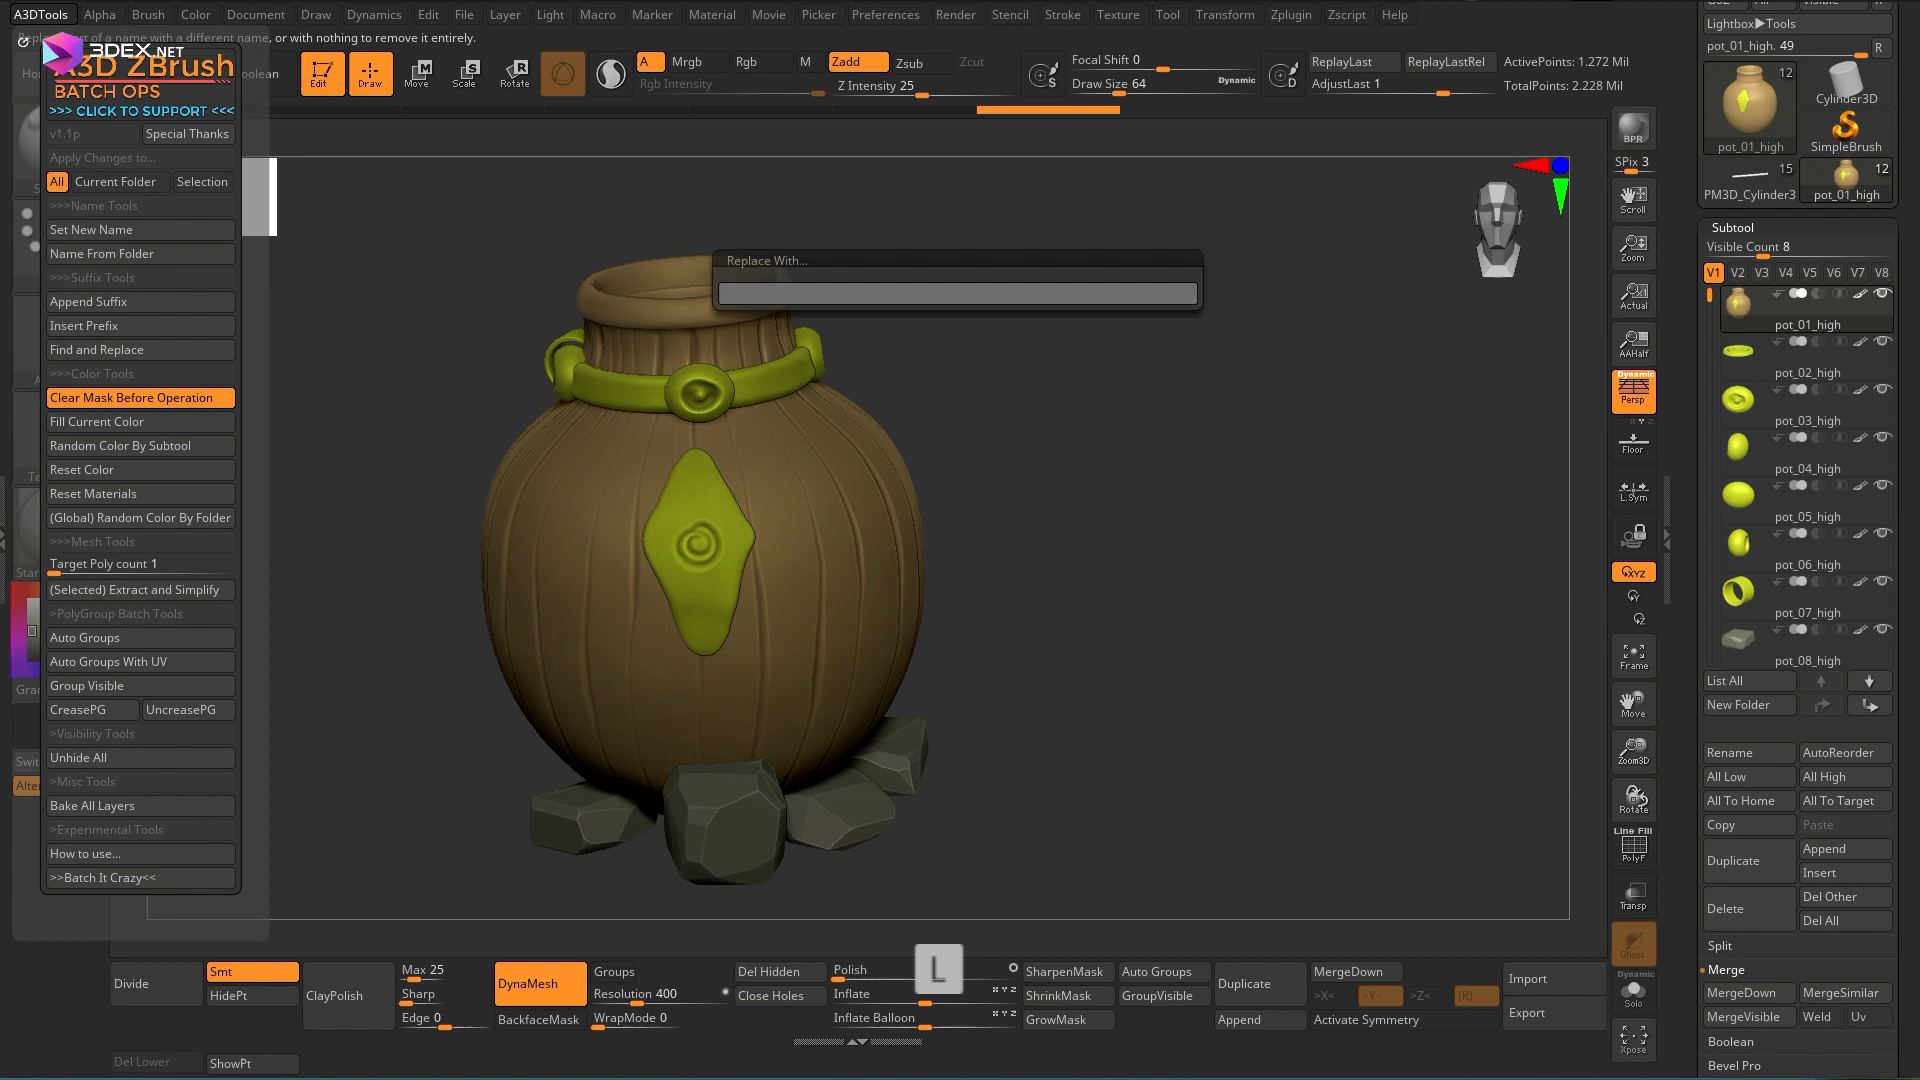 A3DTools Alpha Brush Color Document Draw Dynamics Edit File Layer Light Macro Marker Material Movie Picker Preferences Render Stencil Stroke Texture Tool Transform Zplugin Zscript Help
of a name with a different name, or with nothing to remove it entirely.
3DEX.NET
A3D ZBrush
BATCH OPS
>>> CLICK TO SUPPORT <<<
v1.1p Special Thanks
Apply Changes to...
All Current Folder Selection
>>>Name Tools
Set New Name
Name From Folder
>>>Suffix Tools
Append Suffix
Insert Prefix
Find and Replace
>>>Color Tools
Clear Mask Before Operation
Fill Current Color
Random Color By Subtool
Reset Color
Reset Materials
(Global) Random Color By Folder
>>>Mesh Tools
Target Poly count 1
(Selected) Extract and Simplify
>PolyGroup Batch Tools
Auto Groups
Auto Groups With UV
Group Visible
CreasePG UncreasePG
>Visibility Tools
Unhide All
>Misc Tools
Bake All Layers
>Experimental Tools
How to use...
>>Batch It Crazy<<
oolean
Edit Draw Move Scale Rotate
A Mrgb Rgb M
Rgb Intensity
Zadd Zsub Zcut
Z Intensity 25
S
Focal Shift 0
Draw Size 64 Dynamic
D
ReplayLast ReplayLastRel
AdjustLast 1
ActivePoints: 1.272 Mil
TotalPoints: 2.228 Mil
Replace With...
BPR
SPix 3
Scroll
Zoom
Actual
AAHalf
Dynamic
Persp
Floor
L.Sym
XYZ
Frame
Move
Zoom3D
Rotate
Line Fill
PolyF
Transp
Ghost
Dynamic
Solo
Xpose
Lightbox▶Tools
pot_01_high. 49 R
12
pot_01_high
Cylinder3D
SimpleBrush
15
PM3D_Cylinder3
12
pot_01_high
Subtool
Visible Count 8
V1 V2 V3 V4 V5 V6 V7 V8
pot_01_high
pot_02_high
pot_03_high
pot_04_high
pot_05_high
pot_06_high
pot_07_high
pot_08_high
List All
New Folder
Rename AutoReorder
All Low All High
All To Home All To Target
Copy Paste
Duplicate Append
Insert
Delete Del Other
Del All
Split
Merge
MergeDown MergeSimilar
MergeVisible Weld Uv
Boolean
Bevel Pro
Divide
Smt
HidePt
ClayPolish
Max 25
Sharp
Edge 0
DynaMesh
BackfaceMask
Groups
Resolution 400
WrapMode 0
Del Hidden
Close Holes
Polish
Inflate
Inflate Balloon
L
SharpenMask
ShrinkMask
GrowMask
Auto Groups
GroupVisible
Duplicate
Append
MergeDown
>X< >Y< >Z< (R)
Activate Symmetry
Import
Export
Del Lower ShowPt